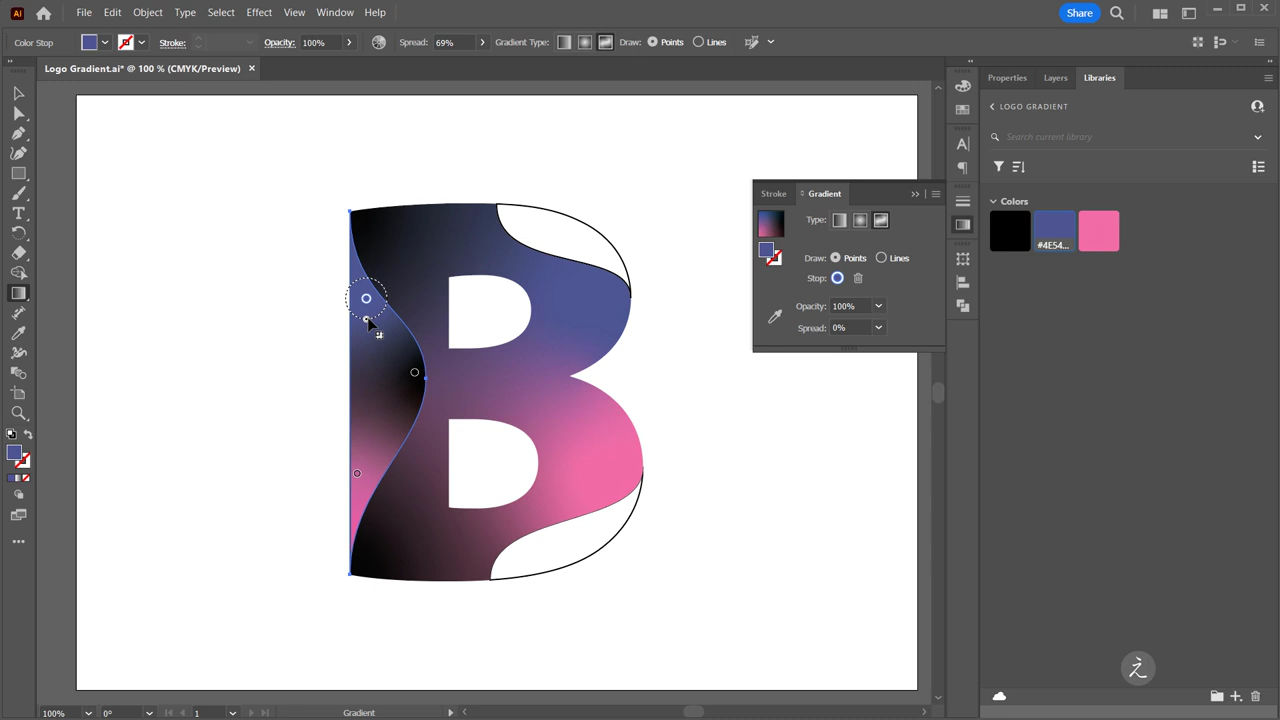 Ai File Edit Object Type Select Effect View Window Help Share
Color Stop Stroke: Opacity: 100% Spread: 69% Gradient Type: Draw: Points Lines
Logo Gradient.ai* @ 100 % (CMYK/Preview)
Properties Layers Libraries
LOGO GRADIENT
Search current library
Stroke Gradient
Colors
Type:
#4E54...
Draw: Points Lines
Stop:
Opacity: 100%
Spread: 0%
B
之
100% 0° 1 Gradient